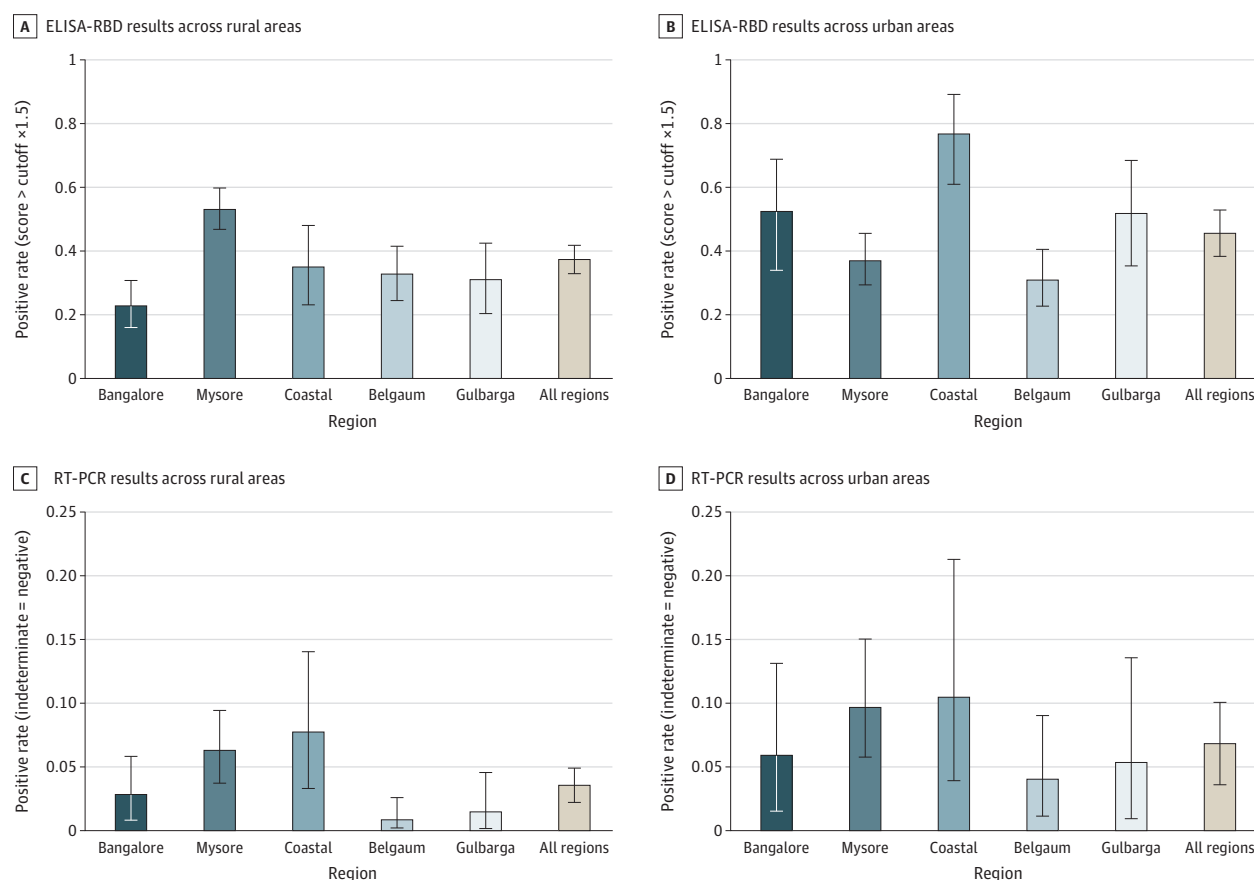 A ELISA-RBD results across rural areas
Positive rate (score > cutoff ×1.5)
1
0.8
0.6
0.4
0.2
0
Bangalore Mysore Coastal Belgaum Gulbarga All regions
Region
B ELISA-RBD results across urban areas
Positive rate (score > cutoff ×1.5)
1
0.8
0.6
0.4
0.2
0
Bangalore Mysore Coastal Belgaum Gulbarga All regions
Region
C RT-PCR results across rural areas
Positive rate (indeterminate = negative)
0.25
0.20
0.15
0.10
0.05
0
Bangalore Mysore Coastal Belgaum Gulbarga All regions
Region
D RT-PCR results across urban areas
Positive rate (indeterminate = negative)
0.25
0.20
0.15
0.10
0.05
0
Bangalore Mysore Coastal Belgaum Gulbarga All regions
Region